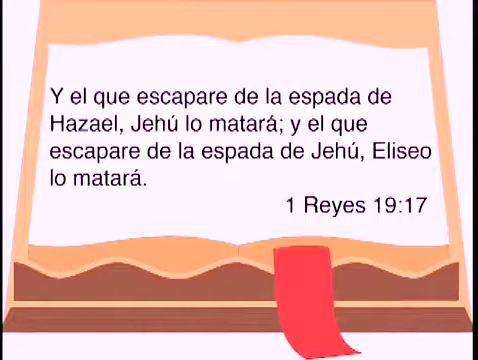 Y el que escapare de la espada de
Hazael, Jehú lo matará; y el que
escapare de la espada de Jehú, Eliseo
lo matará.
1 Reyes 19:17